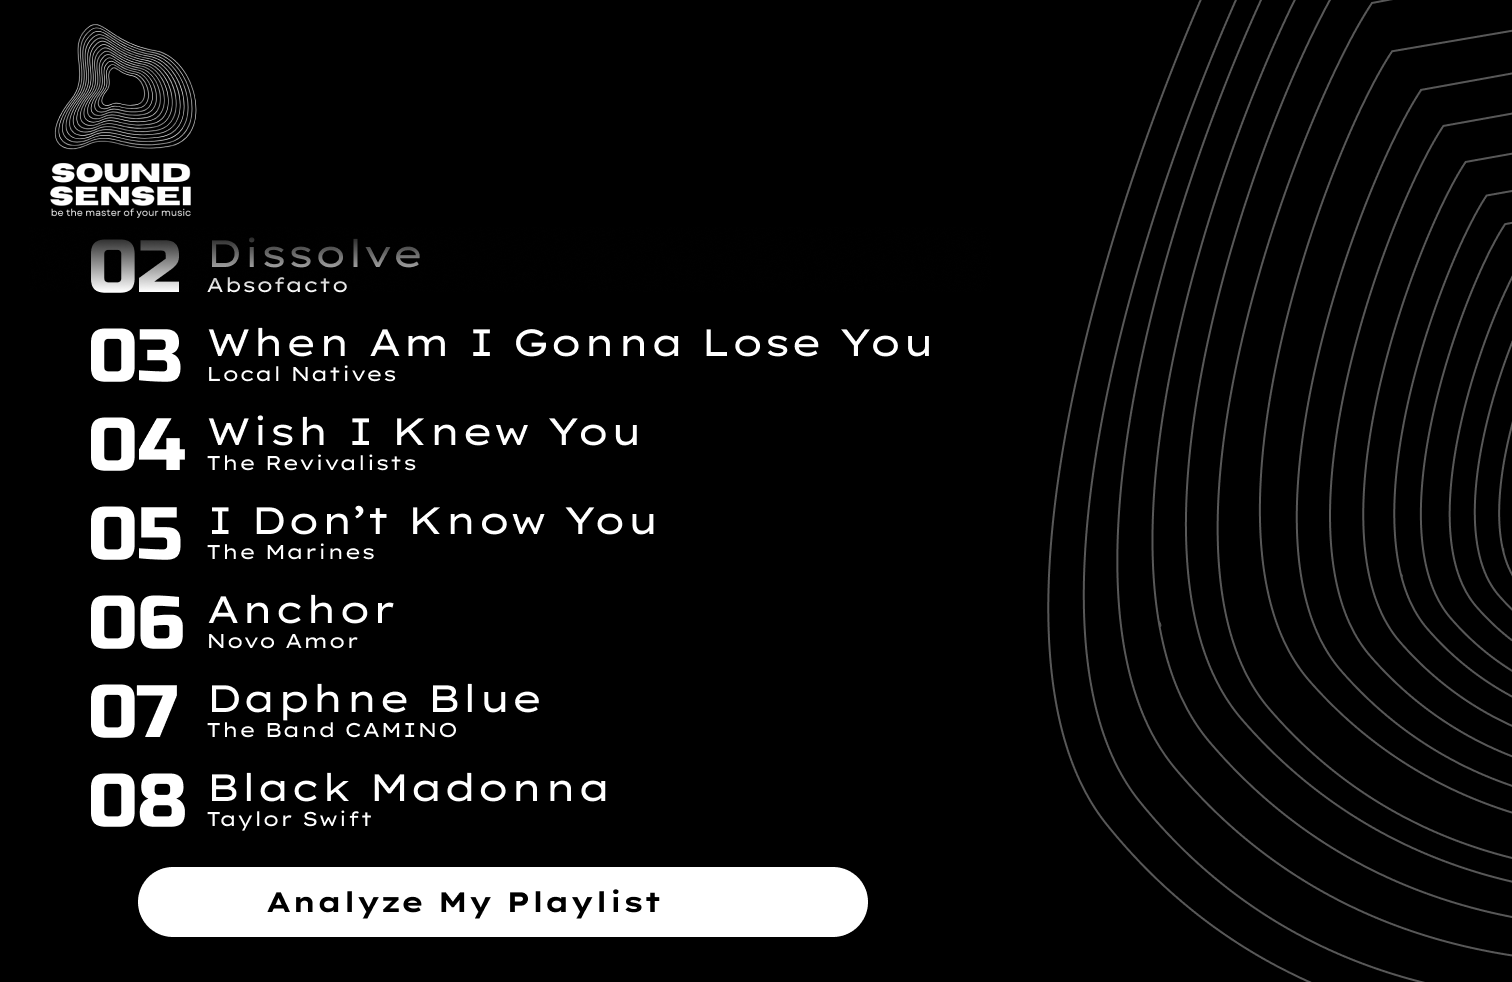 SOUND
SENSEI
be the master of your music
02 Dissolve
Absofacto
03 When Am I Gonna Lose You
Local Natives
04 Wish I Knew You
The Revivalists
05 I Don’t Know You
The Marines
06 Anchor
Novo Amor
07 Daphne Blue
The Band CAMINO
08 Black Madonna
Taylor Swift
Analyze My Playlist